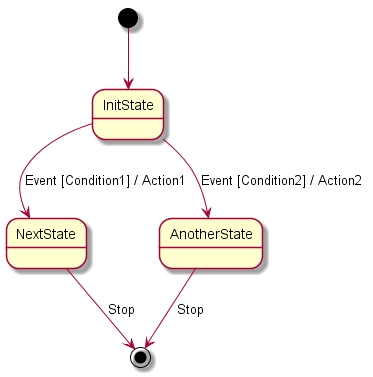 InitState
Event [Condition1] / Action1
Event [Condition2] / Action2
NextState
AnotherState
Stop
Stop